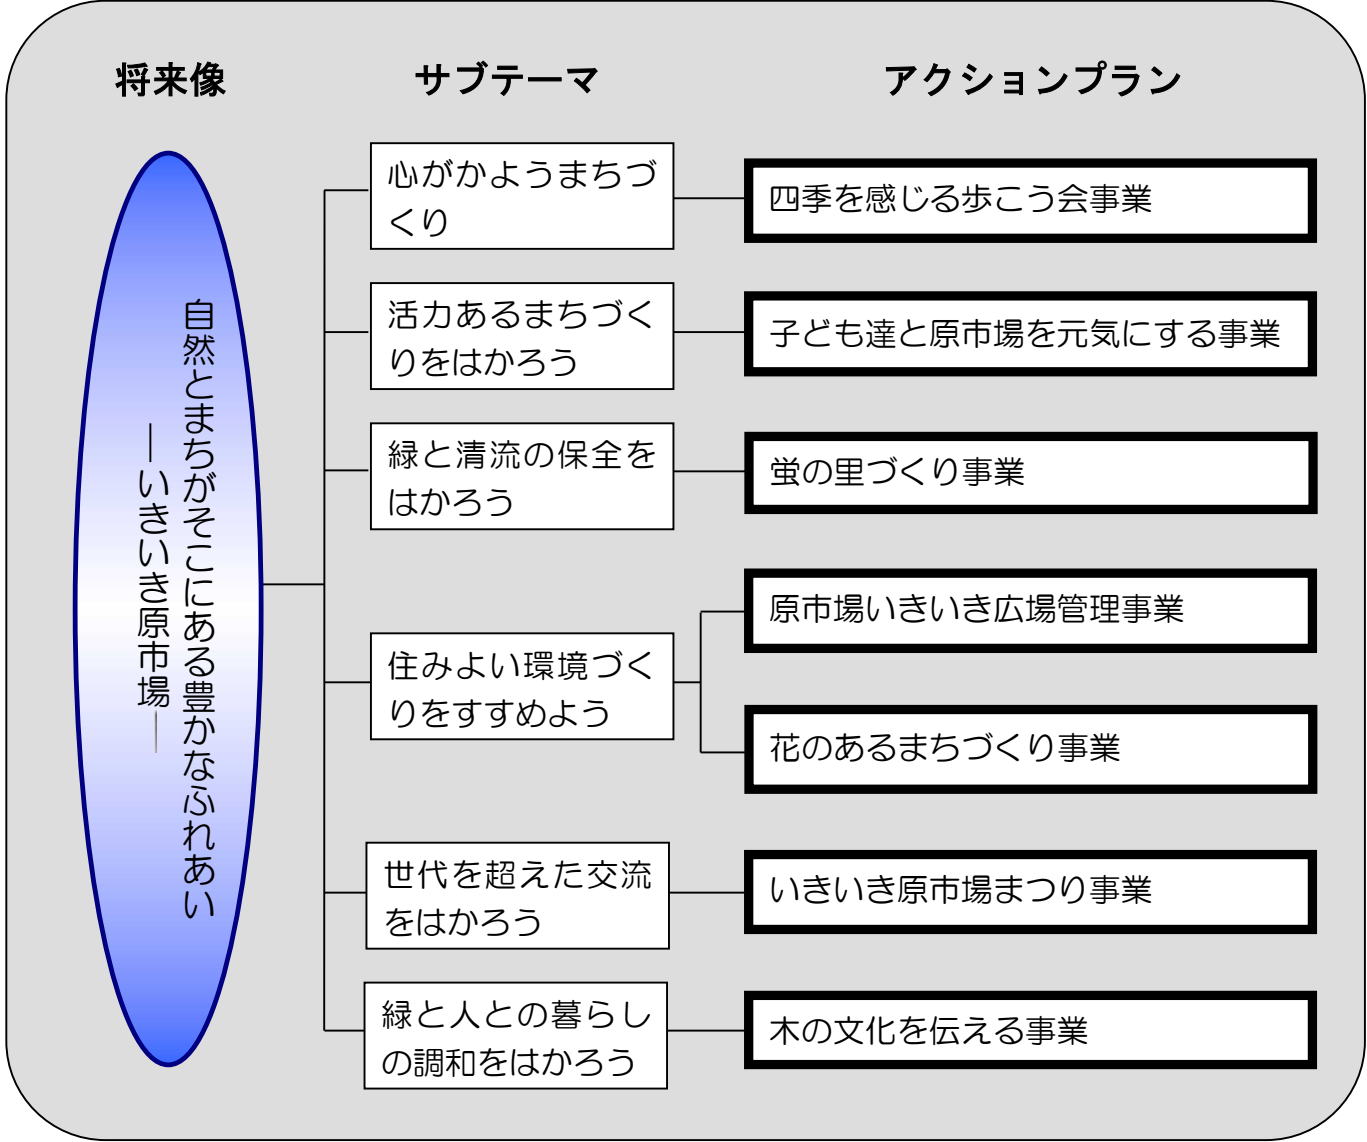 将来像
サブテーマ
アクションプラン
自然とまちがそこにある豊かなふれあい
―いきいき原市場―
心がかようまちづ
くり
四季を感じる歩こう会事業
活力あるまちづく
りをはかろう
子ども達と原市場を元気にする事業
緑と清流の保全を
はかろう
蛍の里づくり事業
住みよい環境づく
りをすすめよう
原市場いきいき広場管理事業
花のあるまちづくり事業
世代を超えた交流
をはかろう
いきいき原市場まつり事業
緑と人との暮らし
の調和をはかろう
木の文化を伝える事業